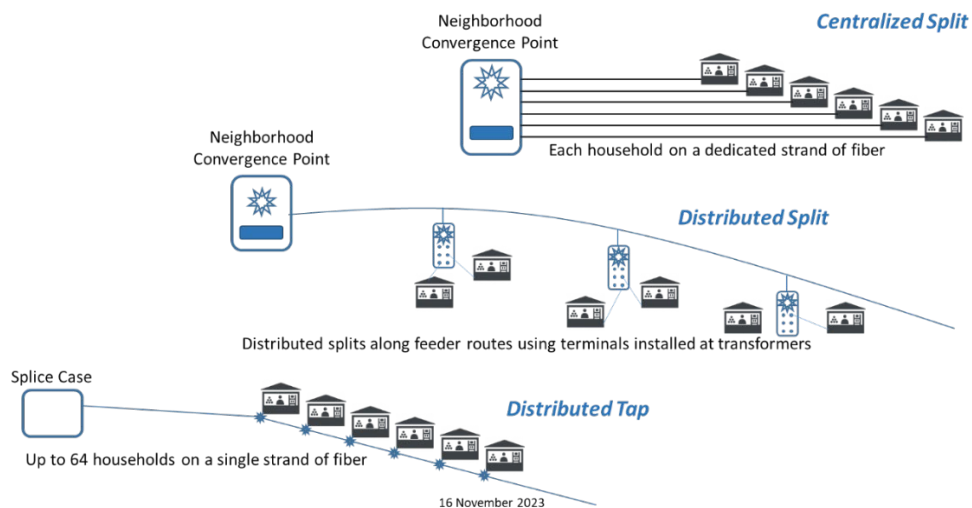 Neighborhood
Convergence Point
Centralized Split
Each household on a dedicated strand of fiber
Neighborhood
Convergence Point
Distributed Split
Distributed splits along feeder routes using terminals installed at transformers
Splice Case
Distributed Tap
Up to 64 households on a single strand of fiber
16 November 2023